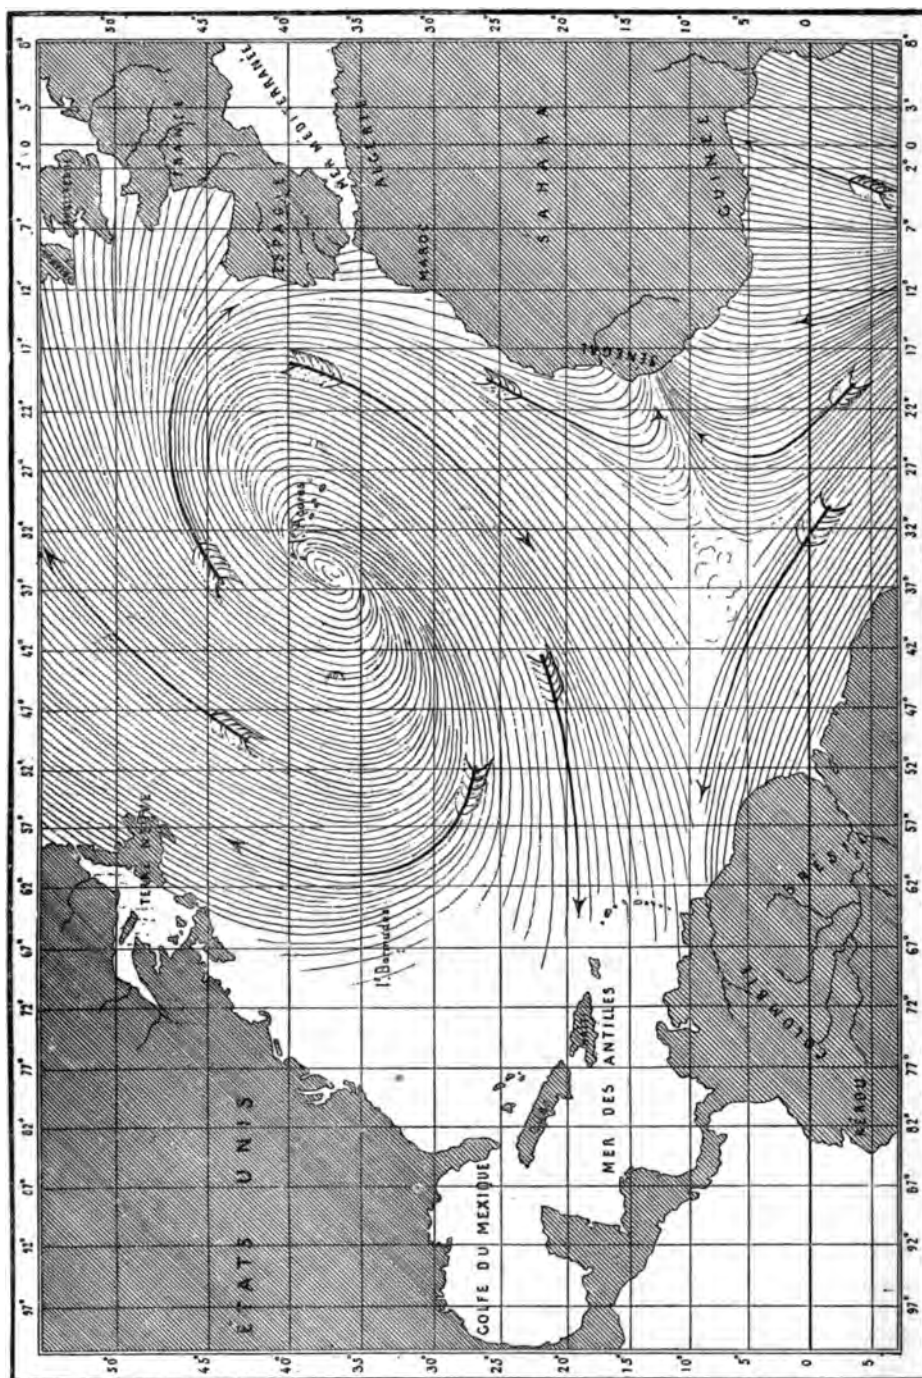 ÉTATS UNIS
TERRE NEUVE
Is Bermudes
GOLFE DU MEXIQUE
MER DES ANTILLES
COLOMBIE
PÉROU
Açores
FRANCE
ESPAGNE
MER MÉDITERRANÉE
ALGÉRIE
MAROC
SAHARA
SÉNÉGAL
GUINÉE
97° 92° 87° 82° 77° 72° 67° 62° 57° 52° 47° 42° 37° 32° 27° 22° 17° 12° 7° 2° 0 3° 8°
50° 45° 40° 35° 30° 25° 20° 15° 10° 5° 0 5°